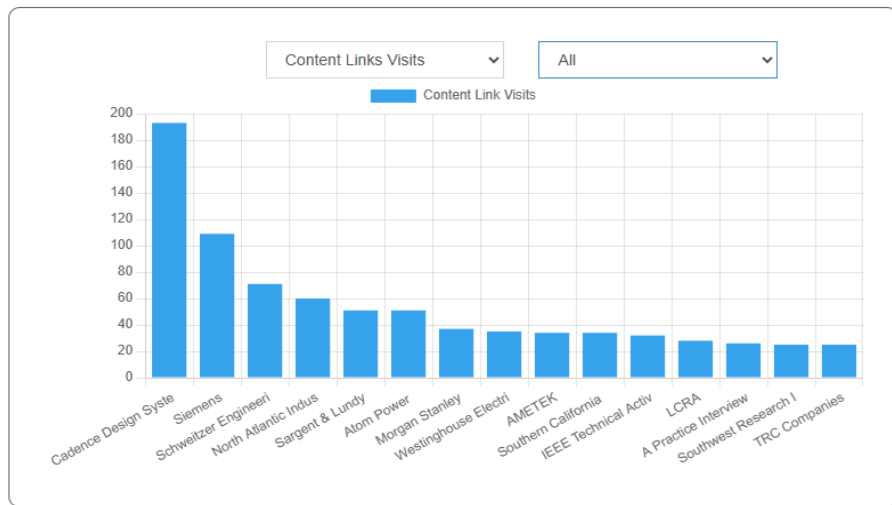 Content Links Visits
All
Content Link Visits
200
180
160
140
120
100
80
60
40
20
0
Cadence Design Syste
Siemens
Schweitzer Engineeri
North Atlantic Indus
Sargent & Lundy
Atom Power
Morgan Stanley
Westinghouse Electri
AMETEK
Southern California
IEEE Technical Activ
LCRA
A Practice Interview
Southwest Research I
TRC Companies